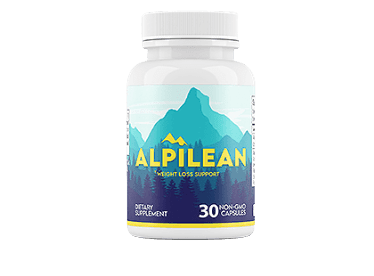 ALPILEAN
WEIGHT LOSS SUPPORT
DIETARY
SUPPLEMENT
30 NON-GMO
CAPSULES